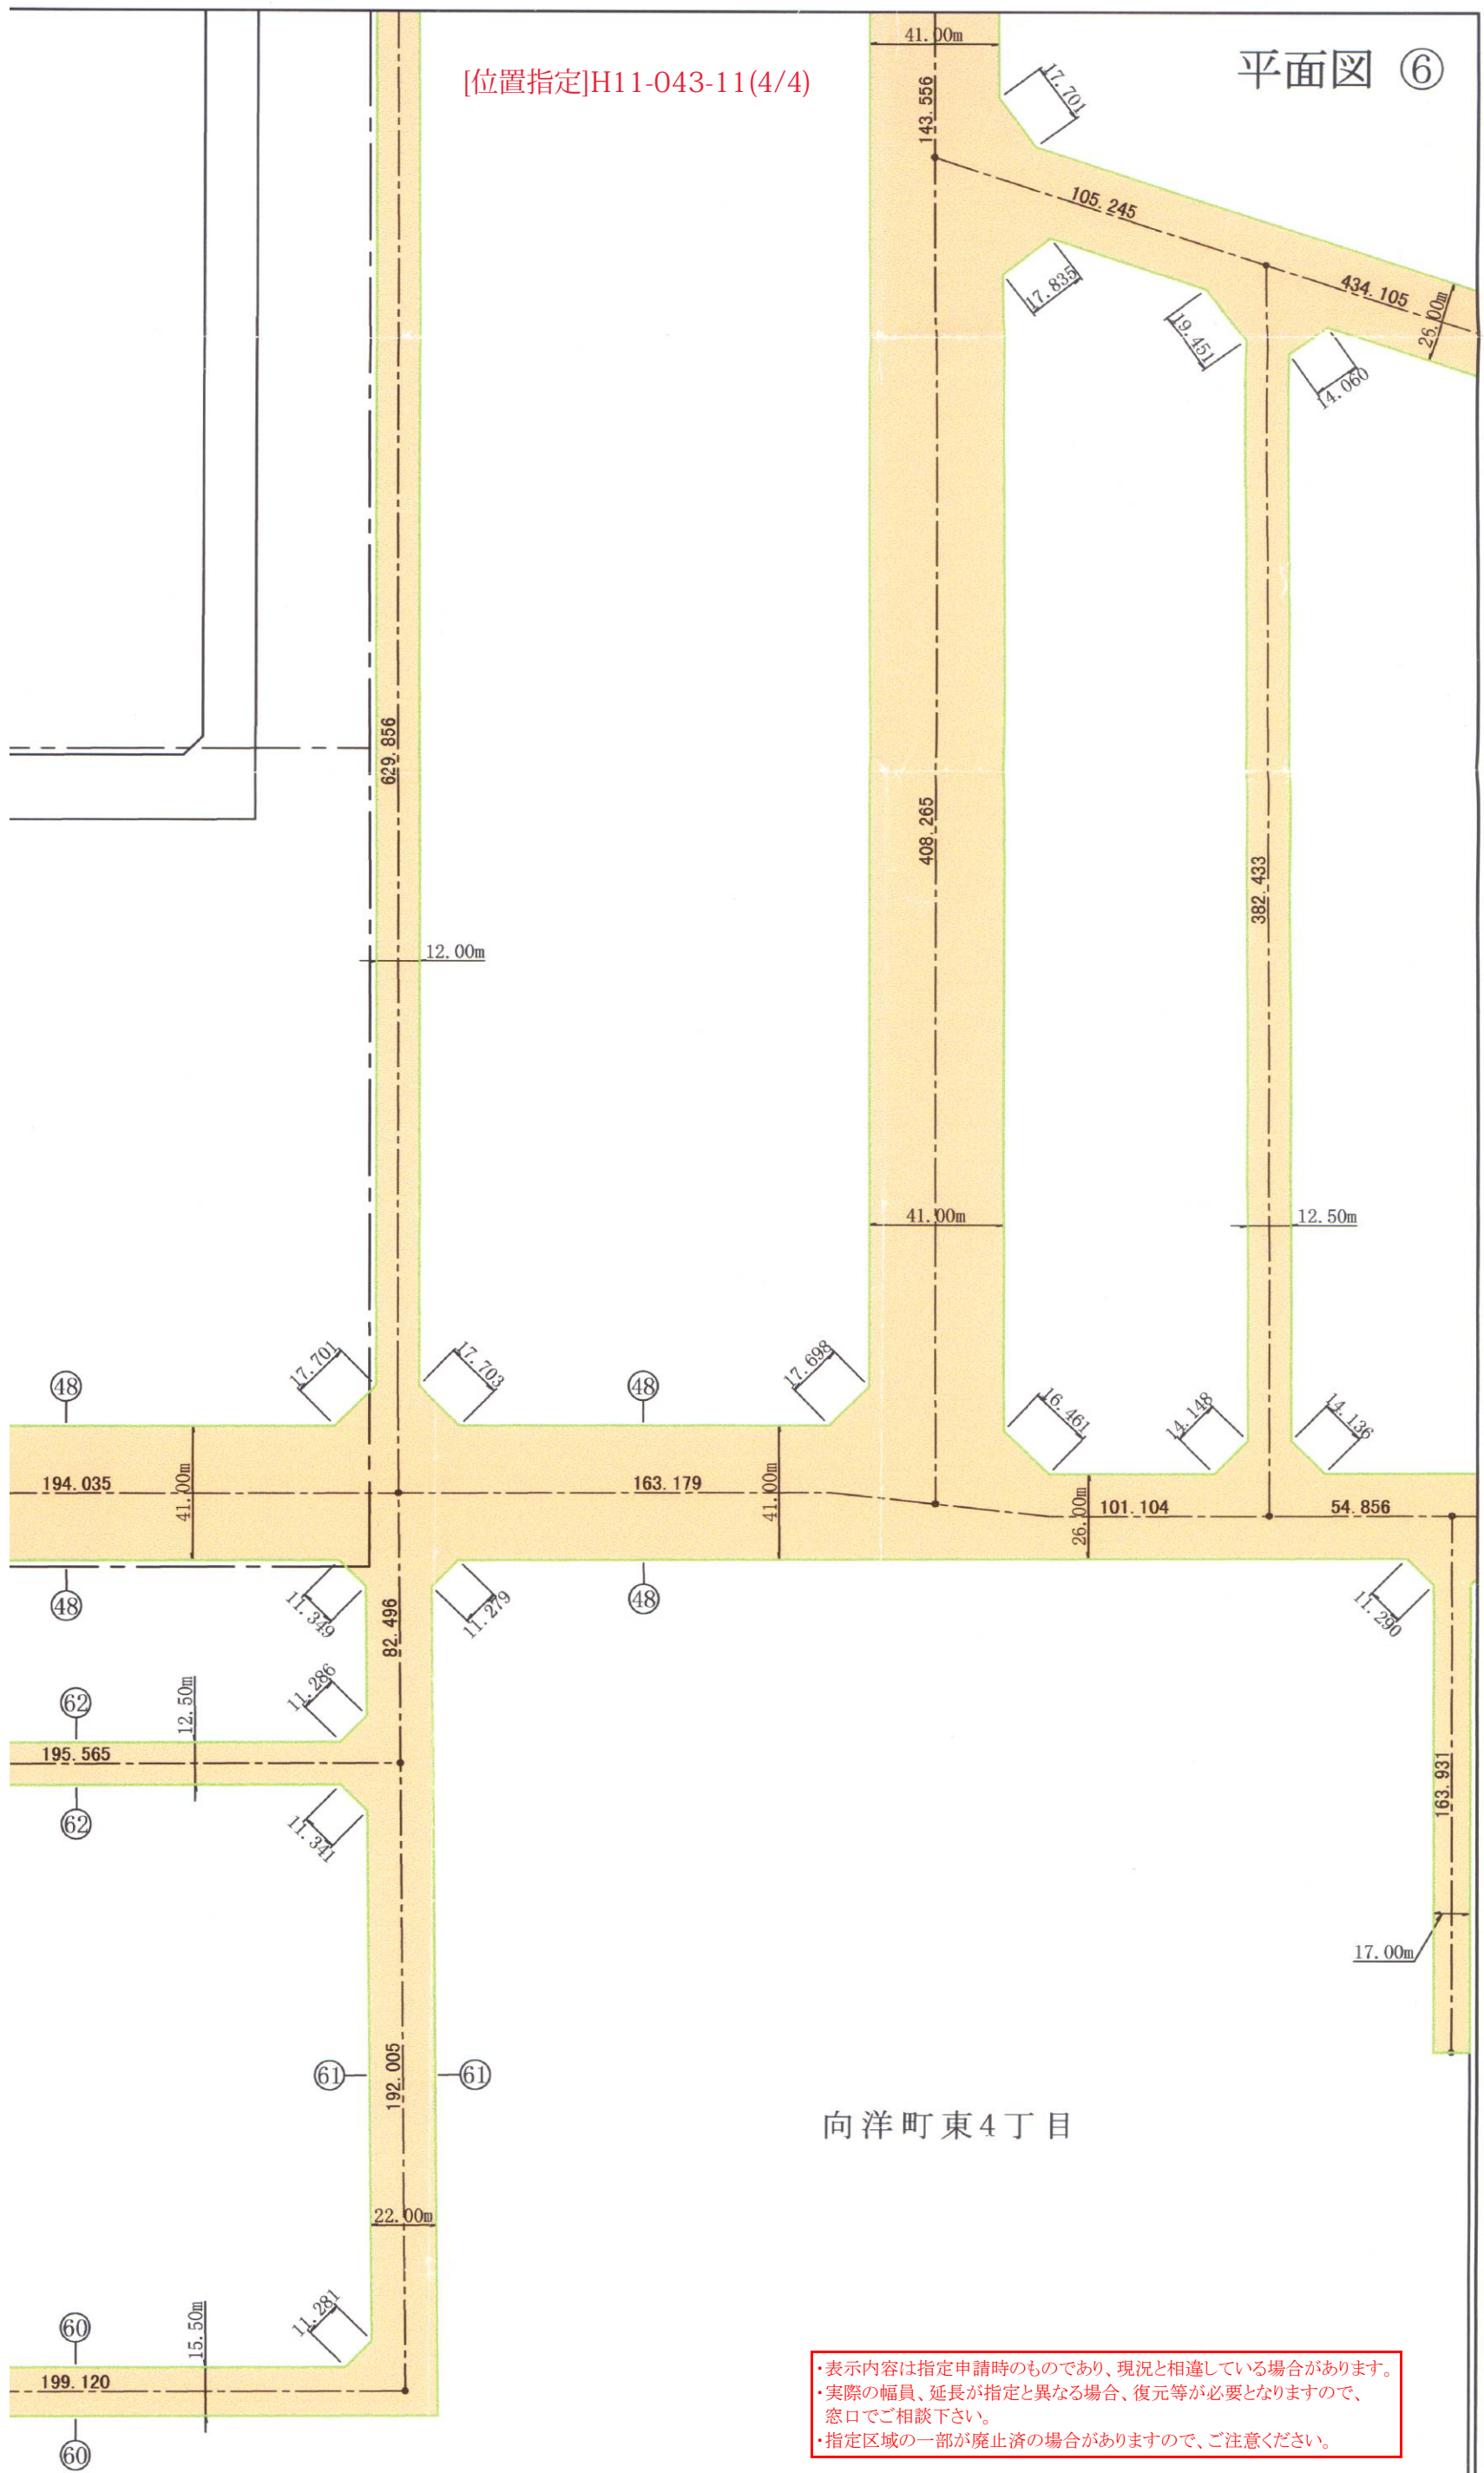 41.00m
平面図 ⑥
[位置指定]H11-043-11(4/4)
143.556
17.701
105.245
434.105
26.00m
17.835
19.451
14.060
629.856
408.265
382.433
12.00m
41.00m
12.50m
17.701
17.703
17.698
16.461
14.148
14.136
㊽
㊽
194.035
41.00m
163.179
41.00m
26.00m
101.104
54.856
㊽
㊽
11.349
11.279
11.290
82.496
11.286
62
12.50m
195.565
62
11.341
163.931
17.00m
61
192.005
61
向洋町東4丁目
22.00m
11.281
60
15.50m
199.120
60
・表示内容は指定申請時のものであり、現況と相違している場合があります。
・実際の幅員、延長が指定と異なる場合、復元等が必要となりますので、
窓口でご相談下さい。
・指定区域の一部が廃止済の場合がありますので、ご注意ください。